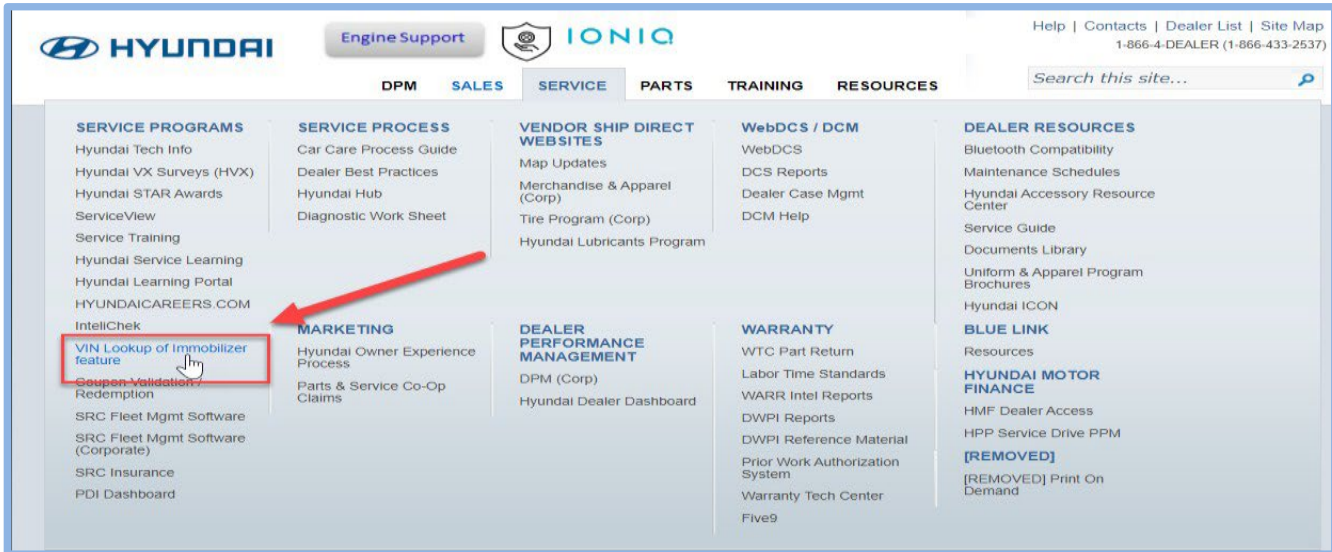 HYUNDAI
Engine Support
IONIQ
Help | Contacts | Dealer List | Site Map
1-866-4-DEALER (1-866-433-2537)
DPM SALES SERVICE PARTS TRAINING RESOURCES
Search this site...
SERVICE PROGRAMS
Hyundai Tech Info
Hyundai VX Surveys (HVX)
Hyundai STAR Awards
ServiceView
Service Training
Hyundai Service Learning
Hyundai Learning Portal
HYUNDAICAREERS.COM
InteliChek
VIN Lookup of Immobilizer
feature
Coupon Validation /
Redemption
SRC Fleet Mgmt Software
SRC Fleet Mgmt Software
(Corporate)
SRC Insurance
PDI Dashboard
SERVICE PROCESS
Car Care Process Guide
Dealer Best Practices
Hyundai Hub
Diagnostic Work Sheet
MARKETING
Hyundai Owner Experience
Process
Parts & Service Co-Op
Claims
VENDOR SHIP DIRECT
WEBSITES
Map Updates
Merchandise & Apparel
(Corp)
Tire Program (Corp)
Hyundai Lubricants Program
DEALER
PERFORMANCE
MANAGEMENT
DPM (Corp)
Hyundai Dealer Dashboard
WebDCS / DCM
WebDCS
DCS Reports
Dealer Case Mgmt
DCM Help
WARRANTY
WTC Part Return
Labor Time Standards
WARR Intel Reports
DWPI Reports
DWPI Reference Material
Prior Work Authorization
System
Warranty Tech Center
Five9
DEALER RESOURCES
Bluetooth Compatibility
Maintenance Schedules
Hyundai Accessory Resource
Center
Service Guide
Documents Library
Uniform & Apparel Program
Brochures
Hyundai ICON
BLUE LINK
Resources
HYUNDAI MOTOR
FINANCE
HMF Dealer Access
HPP Service Drive PPM
[REMOVED]
[REMOVED] Print On
Demand